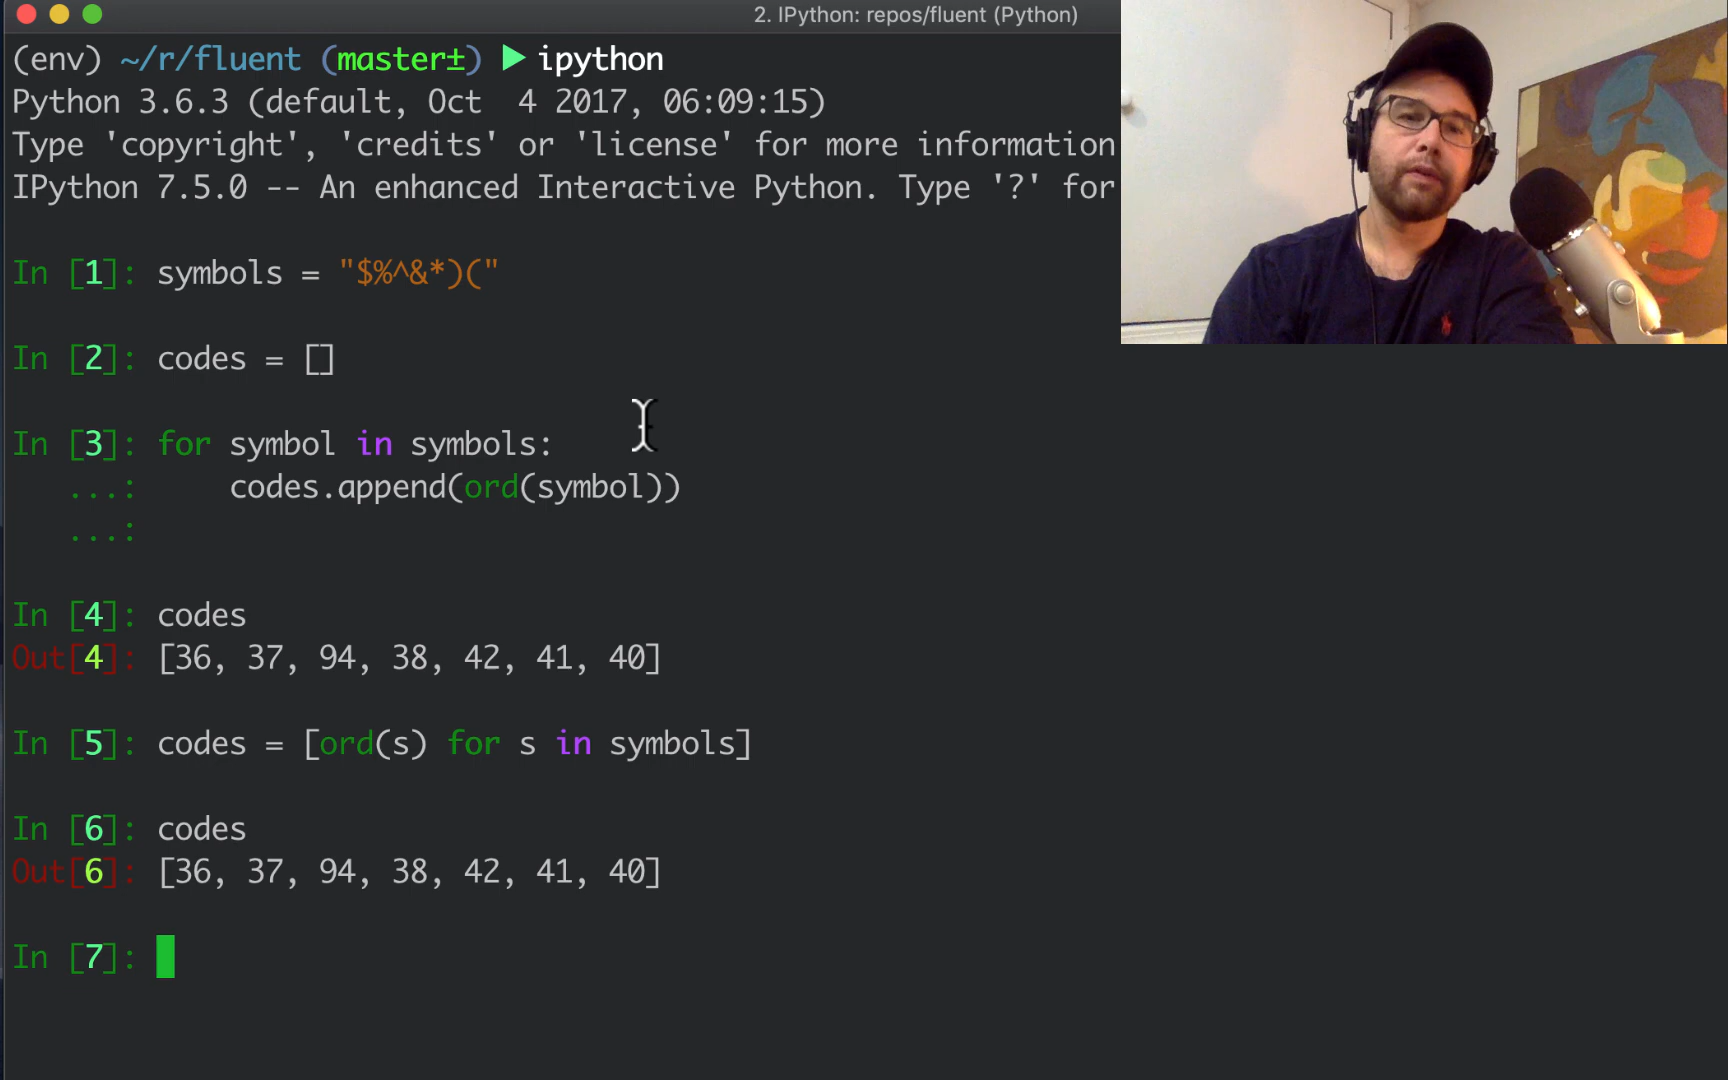 2. IPython: repos/fluent (Python)
(env) ~/r/fluent (master±) ▶ ipython
Python 3.6.3 (default, Oct  4 2017, 06:09:15)
Type 'copyright', 'credits' or 'license' for more information
IPython 7.5.0 -- An enhanced Interactive Python. Type '?' for
In [1]: symbols = "$%^&*)("
In [2]: codes = []
In [3]: for symbol in symbols:
   ...:     codes.append(ord(symbol))
   ...:
In [4]: codes
Out[4]: [36, 37, 94, 38, 42, 41, 40]
In [5]: codes = [ord(s) for s in symbols]
In [6]: codes
Out[6]: [36, 37, 94, 38, 42, 41, 40]
In [7]: